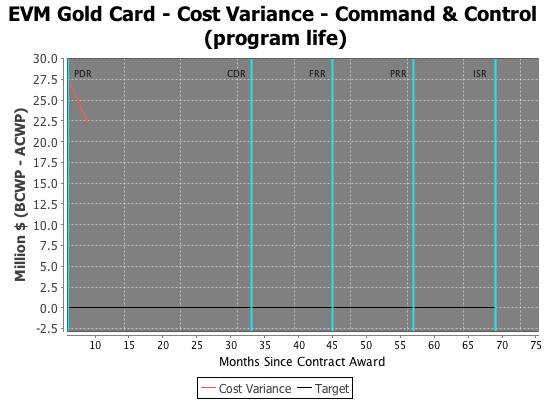 EVM Gold Card - Cost Variance - Command & Control
(program life)
Million $ (BCWP - ACWP)
30.0
27.5
25.0
22.5
20.0
17.5
15.0
12.5
10.0
7.5
5.0
2.5
0.0
-2.5
PDR CDR FRR PRR ISR
10 15 20 25 30 35 40 45 50 55 60 65 70 75
Months Since Contract Award
Cost Variance Target